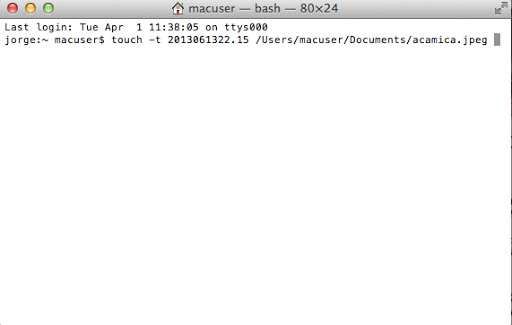 macuser — bash — 80×24
Last login: Tue Apr  1 11:38:05 on ttys000
jorge:~ macuser$ touch -t 2013061322.15 /Users/macuser/Documents/acamica.jpeg